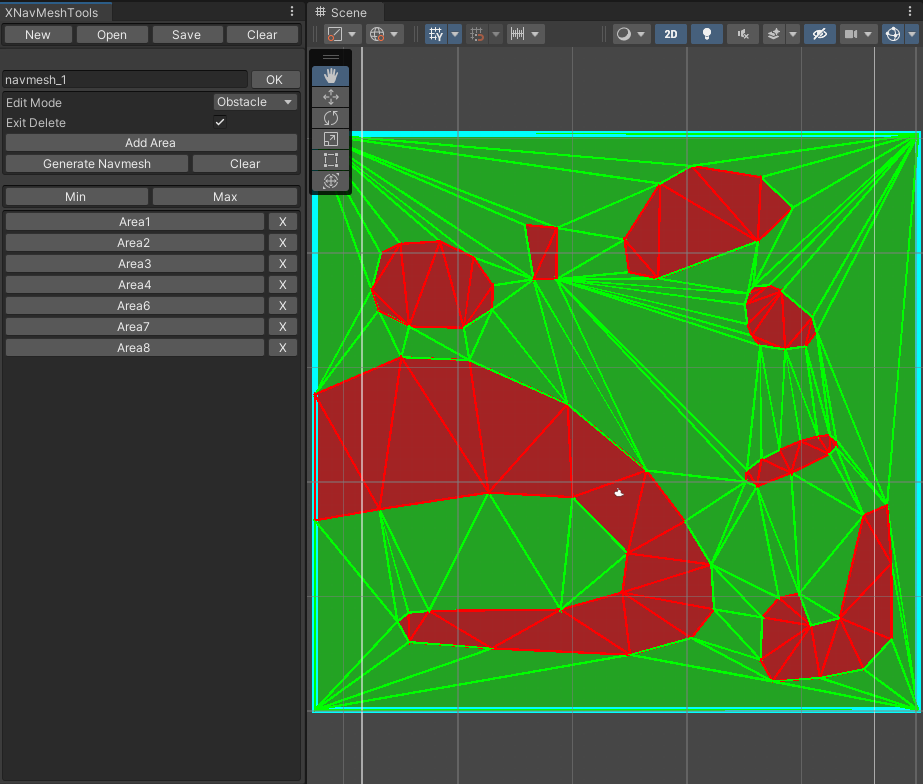 XNavMeshTools
New Open Save Clear
navmesh_1 OK
Edit Mode Obstacle
Exit Delete
Add Area
Generate Navmesh Clear
Min Max
Area1 X
Area2 X
Area3 X
Area4 X
Area6 X
Area7 X
Area8 X
Scene
Y 2D